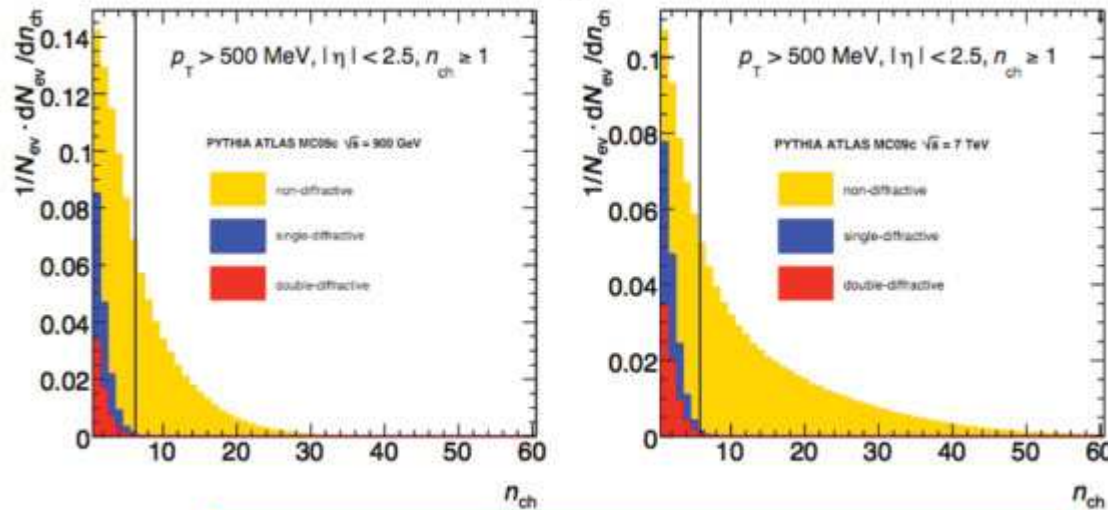 1/N_ev · dN_ev/dn_ch
0.14
0.12
0.1
0.08
0.06
0.04
0.02
0
p_T > 500 MeV, | η | < 2.5, n_ch ≥ 1
PYTHIA ATLAS MC09c √s = 900 GeV
non-diffractive
single-diffractive
double-diffractive
10 20 30 40 50 60
n_ch
1/N_ev · dN_ev/dn_ch
0.1
0.08
0.06
0.04
0.02
0
p_T > 500 MeV, | η | < 2.5, n_ch ≥ 1
PYTHIA ATLAS MC09c √s = 7 TeV
non-diffractive
single-diffractive
double-diffractive
10 20 30 40 50 60
n_ch